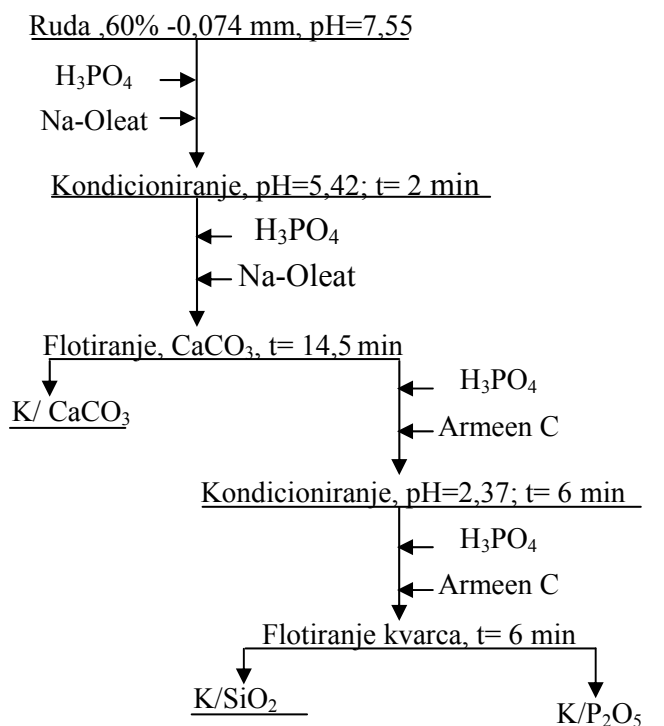 Ruda ,60% -0,074 mm, pH=7,55
H₃PO₄
Na-Oleat
Kondicioniranje, pH=5,42; t= 2 min
H₃PO₄
Na-Oleat
Flotiranje, CaCO₃, t= 14,5 min
H₃PO₄
K/ CaCO₃
Armeen C
Kondicioniranje, pH=2,37; t= 6 min
H₃PO₄
Armeen C
Flotiranje kvarca, t= 6 min
K/SiO₂
K/P₂O₅